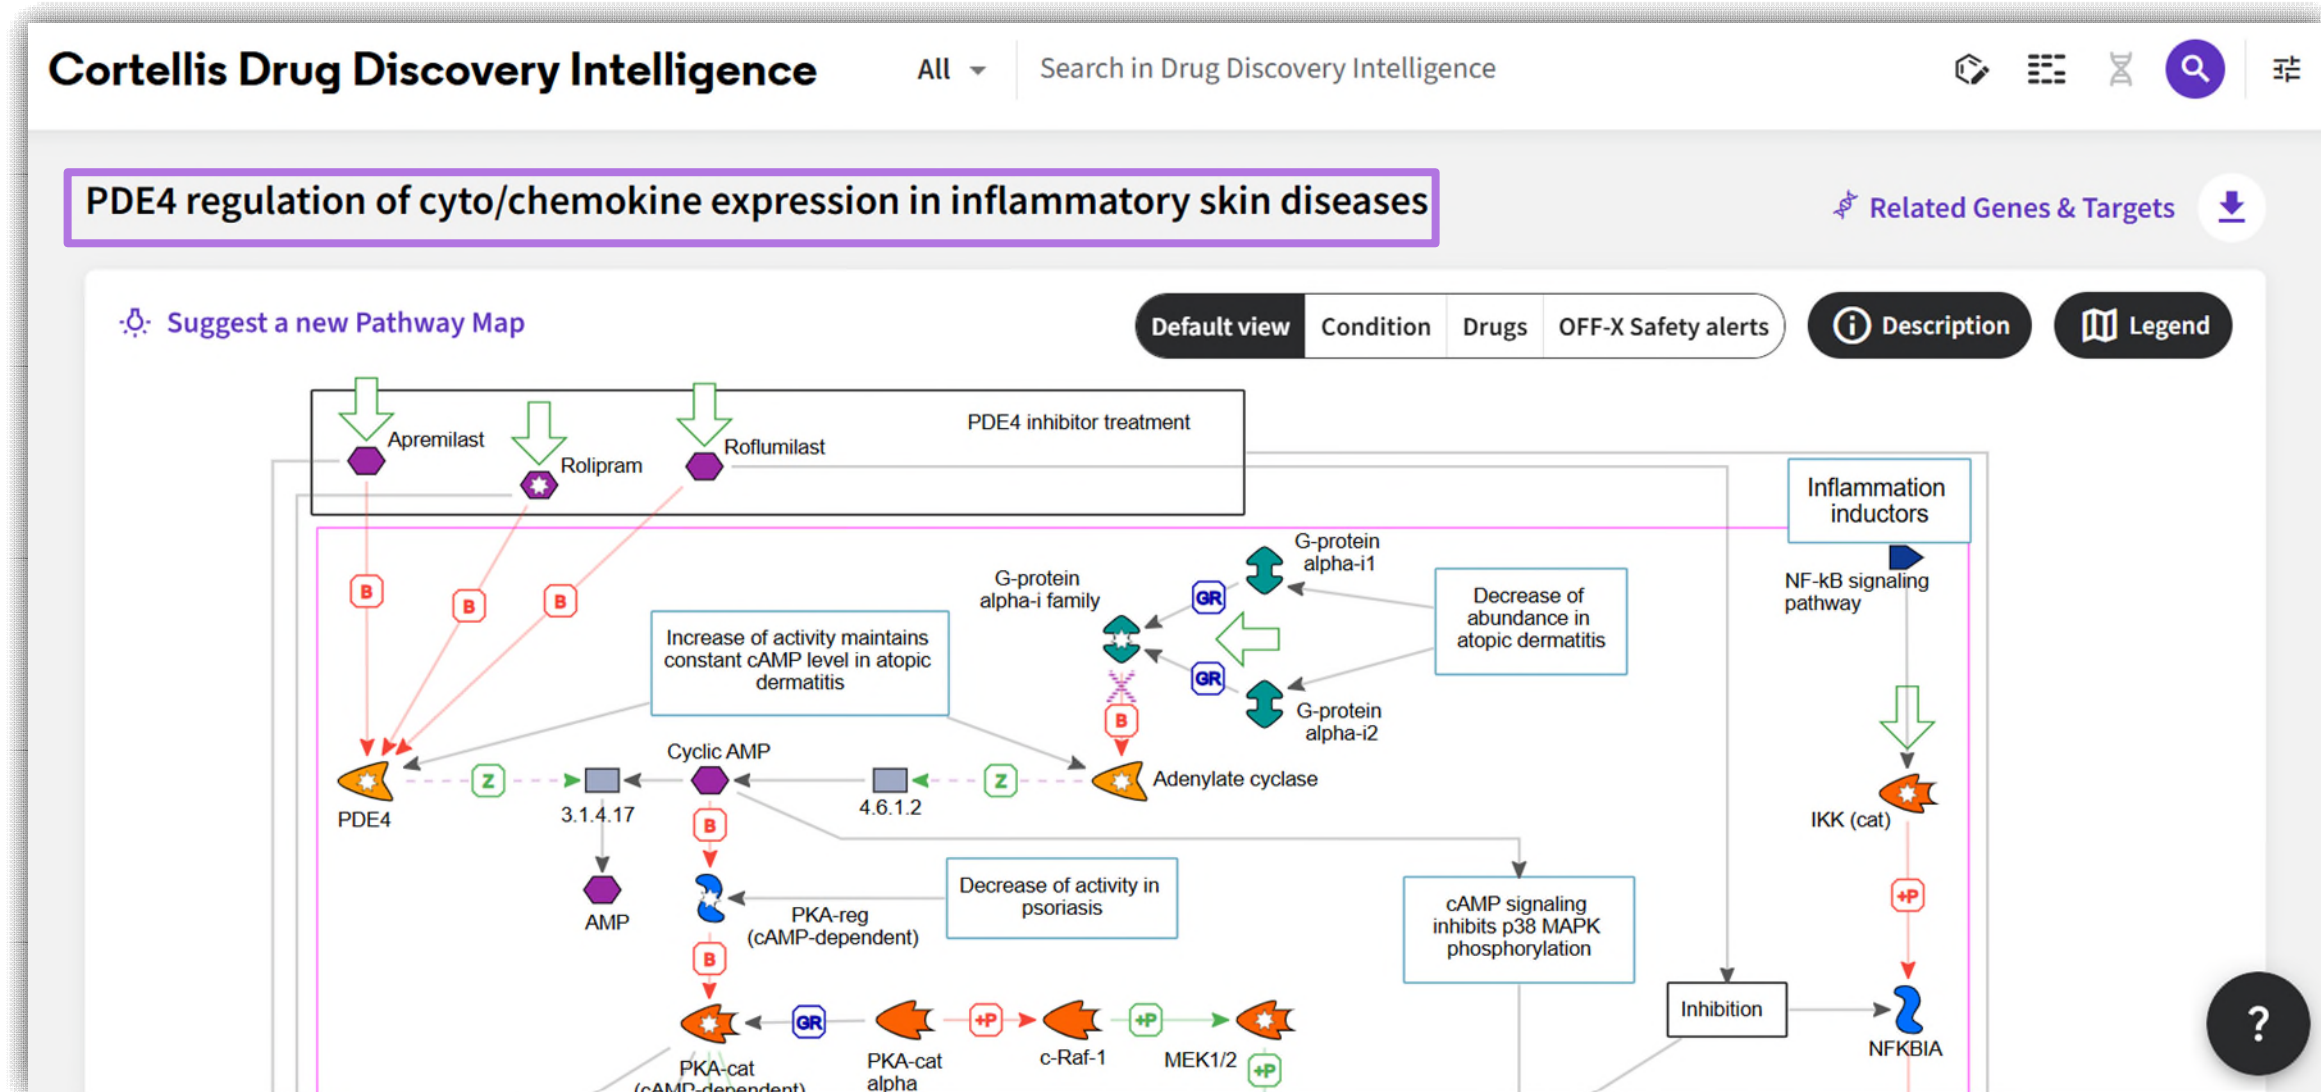 Cortellis Drug Discovery Intelligence
All
Search in Drug Discovery Intelligence
PDE4 regulation of cyto/chemokine expression in inflammatory skin diseases
Related Genes & Targets
Suggest a new Pathway Map
Default view
Condition
Drugs
OFF-X Safety alerts
Description
Legend
Apremilast
Rolipram
Roflumilast
PDE4 inhibitor treatment
Inflammation
inductors
NF-kB signaling
pathway
B
B
B
Increase of activity maintains
constant cAMP level in atopic
dermatitis
G-protein
alpha-i family
G-protein
alpha-i1
GR
GR
G-protein
alpha-i2
Decrease of
abundance in
atopic dermatitis
B
PDE4
Z
3.1.4.17
Cyclic AMP
4.6.1.2
Z
Adenylate cyclase
IKK (cat)
AMP
B
PKA-reg
(cAMP-dependent)
Decrease of activity in
psoriasis
cAMP signaling
inhibits p38 MAPK
phosphorylation
+P
B
PKA-cat
(cAMP-dependent)
GR
PKA-cat
alpha
+P
c-Raf-1
+P
MEK1/2
+P
Inhibition
NFKBIA
?